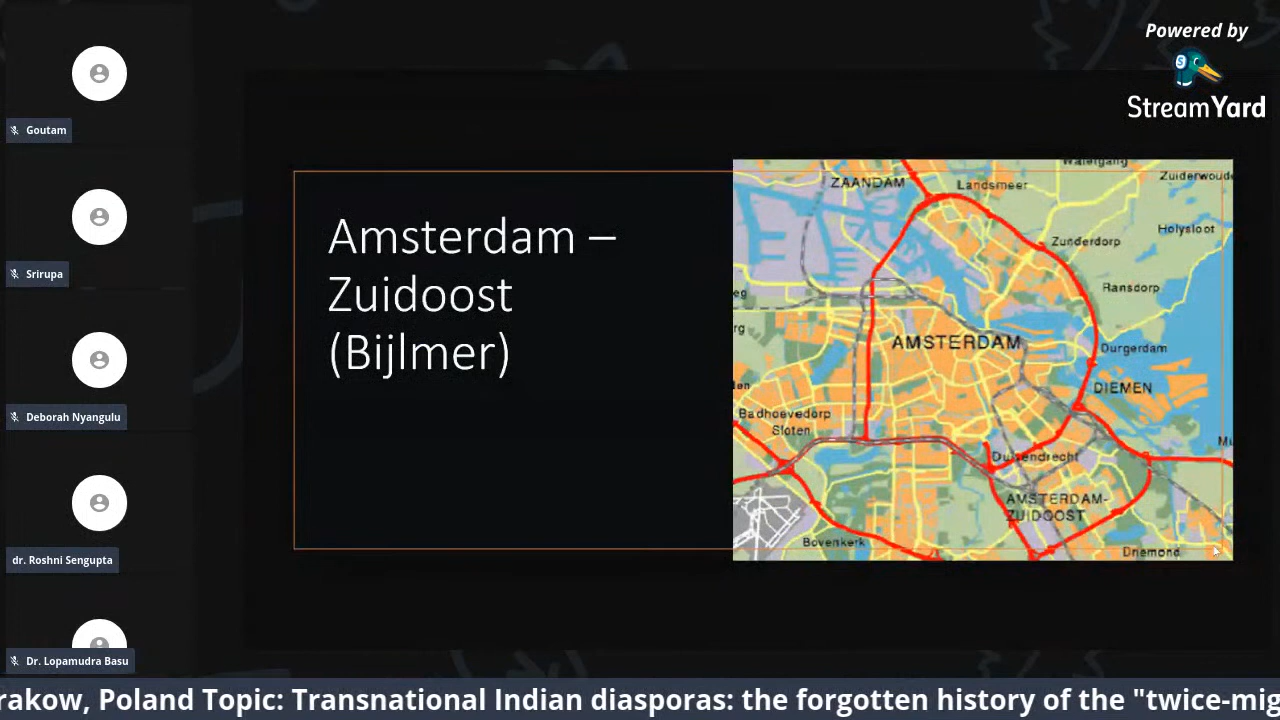 Powered by
StreamYard
Goutam
Srirupa
Deborah Nyangulu
dr. Roshni Sengupta
Dr. Lopamudra Basu
Amsterdam –
Zuidoost
(Bijlmer)
Watergang
ZAANDAM
Landsmeer
Zuiderwoude
Zunderdorp
Holysloot
Ransdorp
AMSTERDAM
Durgerdam
DIEMEN
Badhoevedorp
Sloten
Duivendrecht
AMSTERDAM-
ZUIDOOST
Bovenkerk
Driemond
rakow, Poland Topic: Transnational Indian diasporas: the forgotten history of the "twice-mig